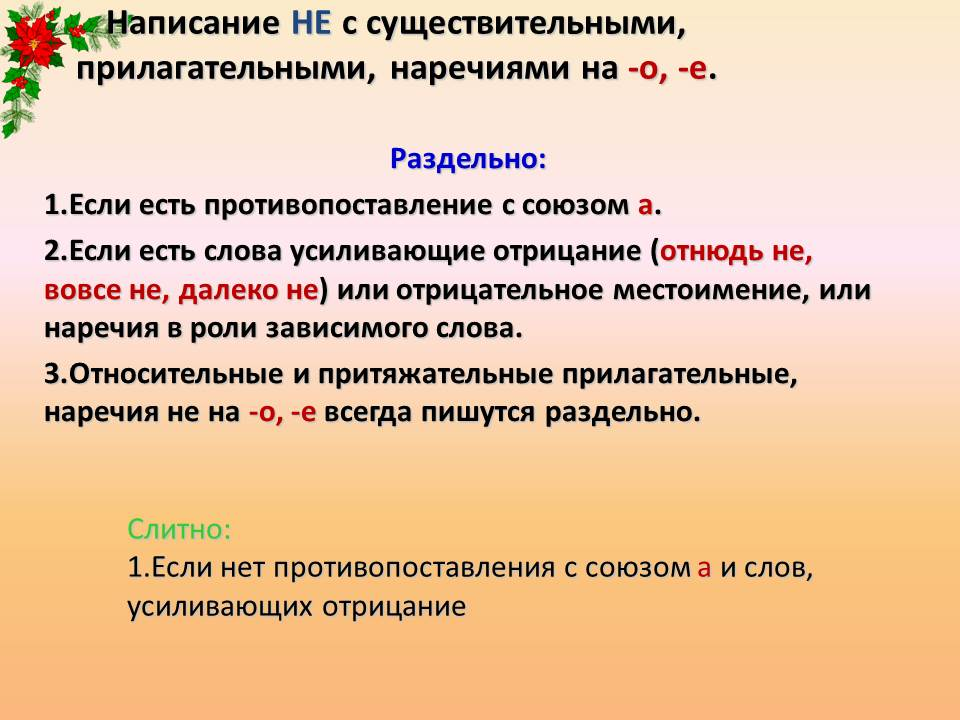 Написание НЕ с существительными,
прилагательными, наречиями на -о, -е.
Раздельно:
1.Если есть противопоставление с союзом а.
2.Если есть слова усиливающие отрицание (отнюдь не,
вовсе не, далеко не) или отрицательное местоимение, или
наречия в роли зависимого слова.
3.Относительные и притяжательные прилагательные,
наречия не на -о, -е всегда пишутся раздельно.
Слитно:
1.Если нет противопоставления с союзом а и слов,
усиливающих отрицание